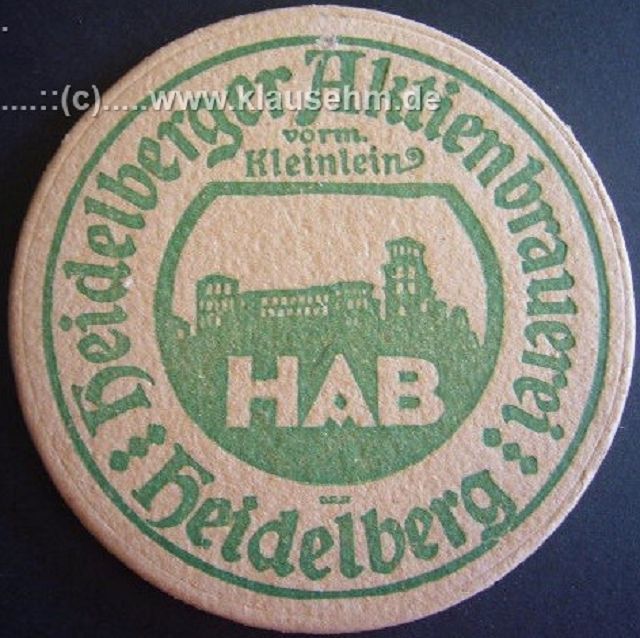 ....::(c).....www.klausehm.de
Heidelberger Aktienbrauerei
vorm.
Kleinlein
HAB
Heidelberg